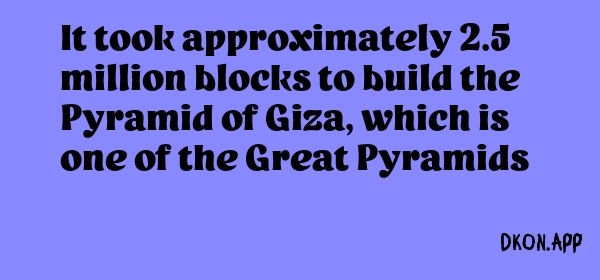 It took approximately 2.5
million blocks to build the
Pyramid of Giza, which is
one of the Great Pyramids
DKON.APP